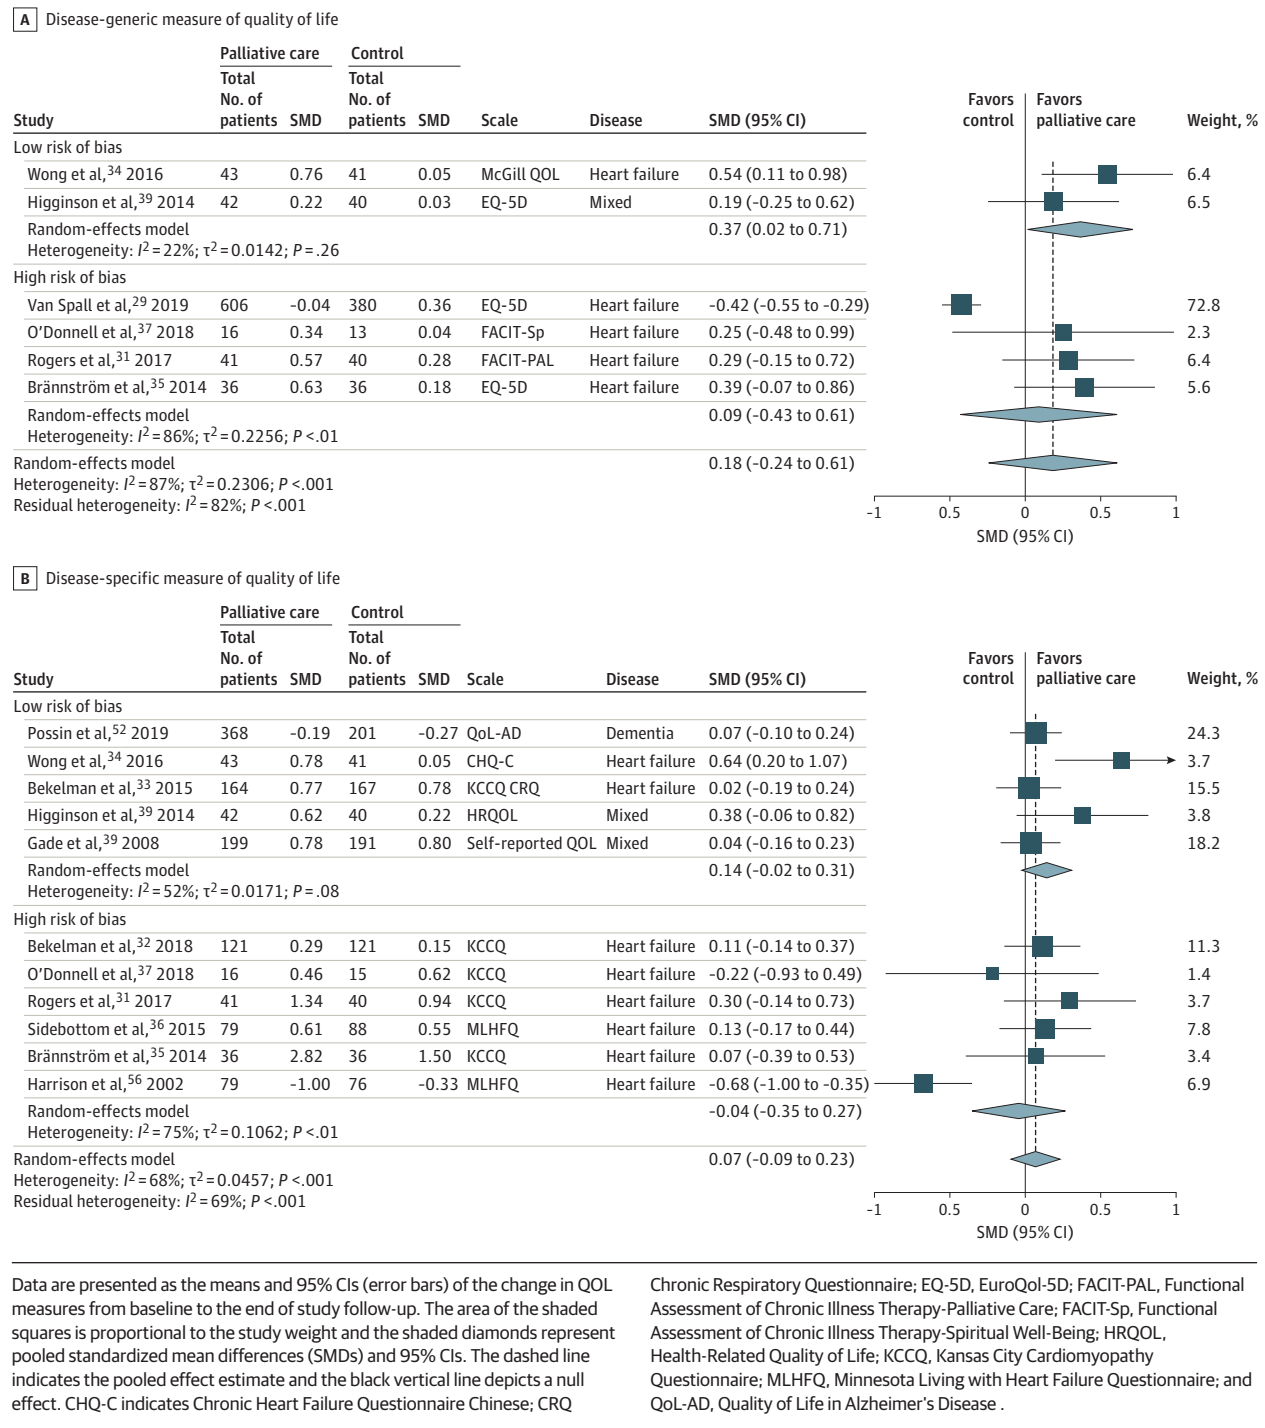 A Disease-generic measure of quality of life
Palliative care Control
Total Total
No. of No. of Favors Favors
Study patients SMD patients SMD Scale Disease SMD (95% CI) control palliative care Weight, %
Low risk of bias
Wong et al,34 2016 43 0.76 41 0.05 McGill QOL Heart failure 0.54 (0.11 to 0.98) 6.4
Higginson et al,39 2014 42 0.22 40 0.03 EQ-5D Mixed 0.19 (-0.25 to 0.62) 6.5
Random-effects model 0.37 (0.02 to 0.71)
Heterogeneity: I2=22%; τ2=0.0142; P=.26
High risk of bias
Van Spall et al,29 2019 606 -0.04 380 0.36 EQ-5D Heart failure -0.42 (-0.55 to -0.29) 72.8
O'Donnell et al,37 2018 16 0.34 13 0.04 FACIT-Sp Heart failure 0.25 (-0.48 to 0.99) 2.3
Rogers et al,31 2017 41 0.57 40 0.28 FACIT-PAL Heart failure 0.29 (-0.15 to 0.72) 6.4
Brännström et al,35 2014 36 0.63 36 0.18 EQ-5D Heart failure 0.39 (-0.07 to 0.86) 5.6
Random-effects model 0.09 (-0.43 to 0.61)
Heterogeneity: I2=86%; τ2=0.2256; P<.01
Random-effects model 0.18 (-0.24 to 0.61)
Heterogeneity: I2=87%; τ2=0.2306; P<.001
Residual heterogeneity: I2=82%; P<.001
-1 0.5 0 0.5 1
SMD (95% CI)
B Disease-specific measure of quality of life
Palliative care Control
Total Total
No. of No. of Favors Favors
Study patients SMD patients SMD Scale Disease SMD (95% CI) control palliative care Weight, %
Low risk of bias
Possin et al,52 2019 368 -0.19 201 -0.27 QoL-AD Dementia 0.07 (-0.10 to 0.24) 24.3
Wong et al,34 2016 43 0.78 41 0.05 CHQ-C Heart failure 0.64 (0.20 to 1.07) 3.7
Bekelman et al,33 2015 164 0.77 167 0.78 KCCQ CRQ Heart failure 0.02 (-0.19 to 0.24) 15.5
Higginson et al,39 2014 42 0.62 40 0.22 HRQOL Mixed 0.38 (-0.06 to 0.82) 3.8
Gade et al,39 2008 199 0.78 191 0.80 Self-reported QOL Mixed 0.04 (-0.16 to 0.23) 18.2
Random-effects model 0.14 (-0.02 to 0.31)
Heterogeneity: I2=52%; τ2=0.0171; P=.08
High risk of bias
Bekelman et al,32 2018 121 0.29 121 0.15 KCCQ Heart failure 0.11 (-0.14 to 0.37) 11.3
O'Donnell et al,37 2018 16 0.46 15 0.62 KCCQ Heart failure -0.22 (-0.93 to 0.49) 1.4
Rogers et al,31 2017 41 1.34 40 0.94 KCCQ Heart failure 0.30 (-0.14 to 0.73) 3.7
Sidebottom et al,36 2015 79 0.61 88 0.55 MLHFQ Heart failure 0.13 (-0.17 to 0.44) 7.8
Brännström et al,35 2014 36 2.82 36 1.50 KCCQ Heart failure 0.07 (-0.39 to 0.53) 3.4
Harrison et al,56 2002 79 -1.00 76 -0.33 MLHFQ Heart failure -0.68 (-1.00 to -0.35) 6.9
Random-effects model -0.04 (-0.35 to 0.27)
Heterogeneity: I2=75%; τ2=0.1062; P<.01
Random-effects model 0.07 (-0.09 to 0.23)
Heterogeneity: I2=68%; τ2=0.0457; P<.001
Residual heterogeneity: I2=69%; P<.001
-1 0.5 0 0.5 1
SMD (95% CI)
Data are presented as the means and 95% CIs (error bars) of the change in QOL
measures from baseline to the end of study follow-up. The area of the shaded
squares is proportional to the study weight and the shaded diamonds represent
pooled standardized mean differences (SMDs) and 95% CIs. The dashed line
indicates the pooled effect estimate and the black vertical line depicts a null
effect. CHQ-C indicates Chronic Heart Failure Questionnaire Chinese; CRQ
Chronic Respiratory Questionnaire; EQ-5D, EuroQol-5D; FACIT-PAL, Functional
Assessment of Chronic Illness Therapy-Palliative Care; FACIT-Sp, Functional
Assessment of Chronic Illness Therapy-Spiritual Well-Being; HRQOL,
Health-Related Quality of Life; KCCQ, Kansas City Cardiomyopathy
Questionnaire; MLHFQ, Minnesota Living with Heart Failure Questionnaire; and
QoL-AD, Quality of Life in Alzheimer's Disease .